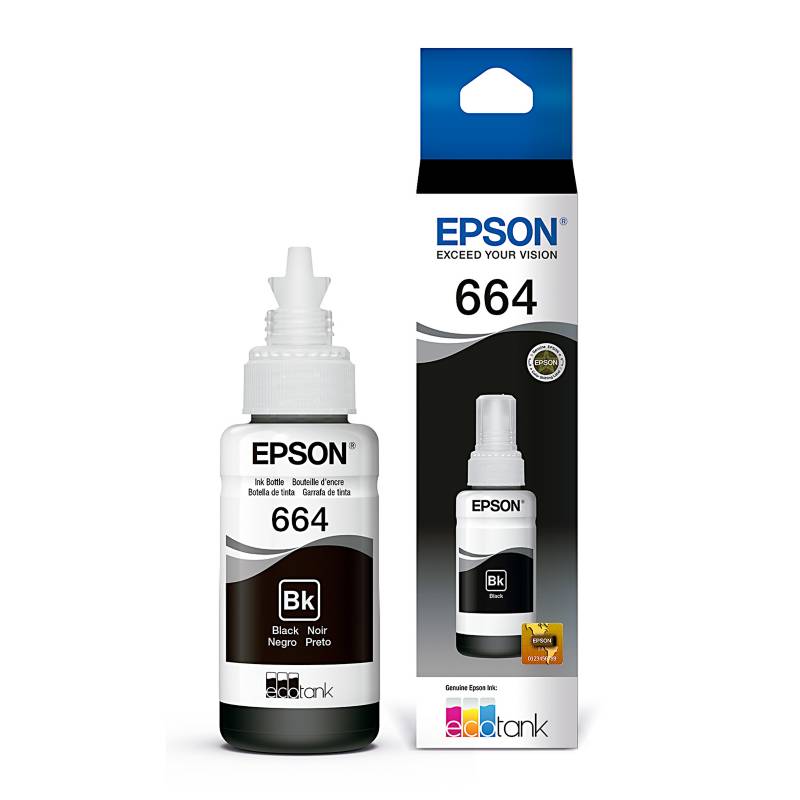 EPSON®
Ink Bottle Bouteille d'encre
Botella de tinta Garrafa de tinta
664
Bk
Black Noir
Negro Preto
ecotank
EPSON®
EXCEED YOUR VISION
664
EPSON
EPSON®
Bk
Black
EPSON
Genuine Epson Ink:
ecotank